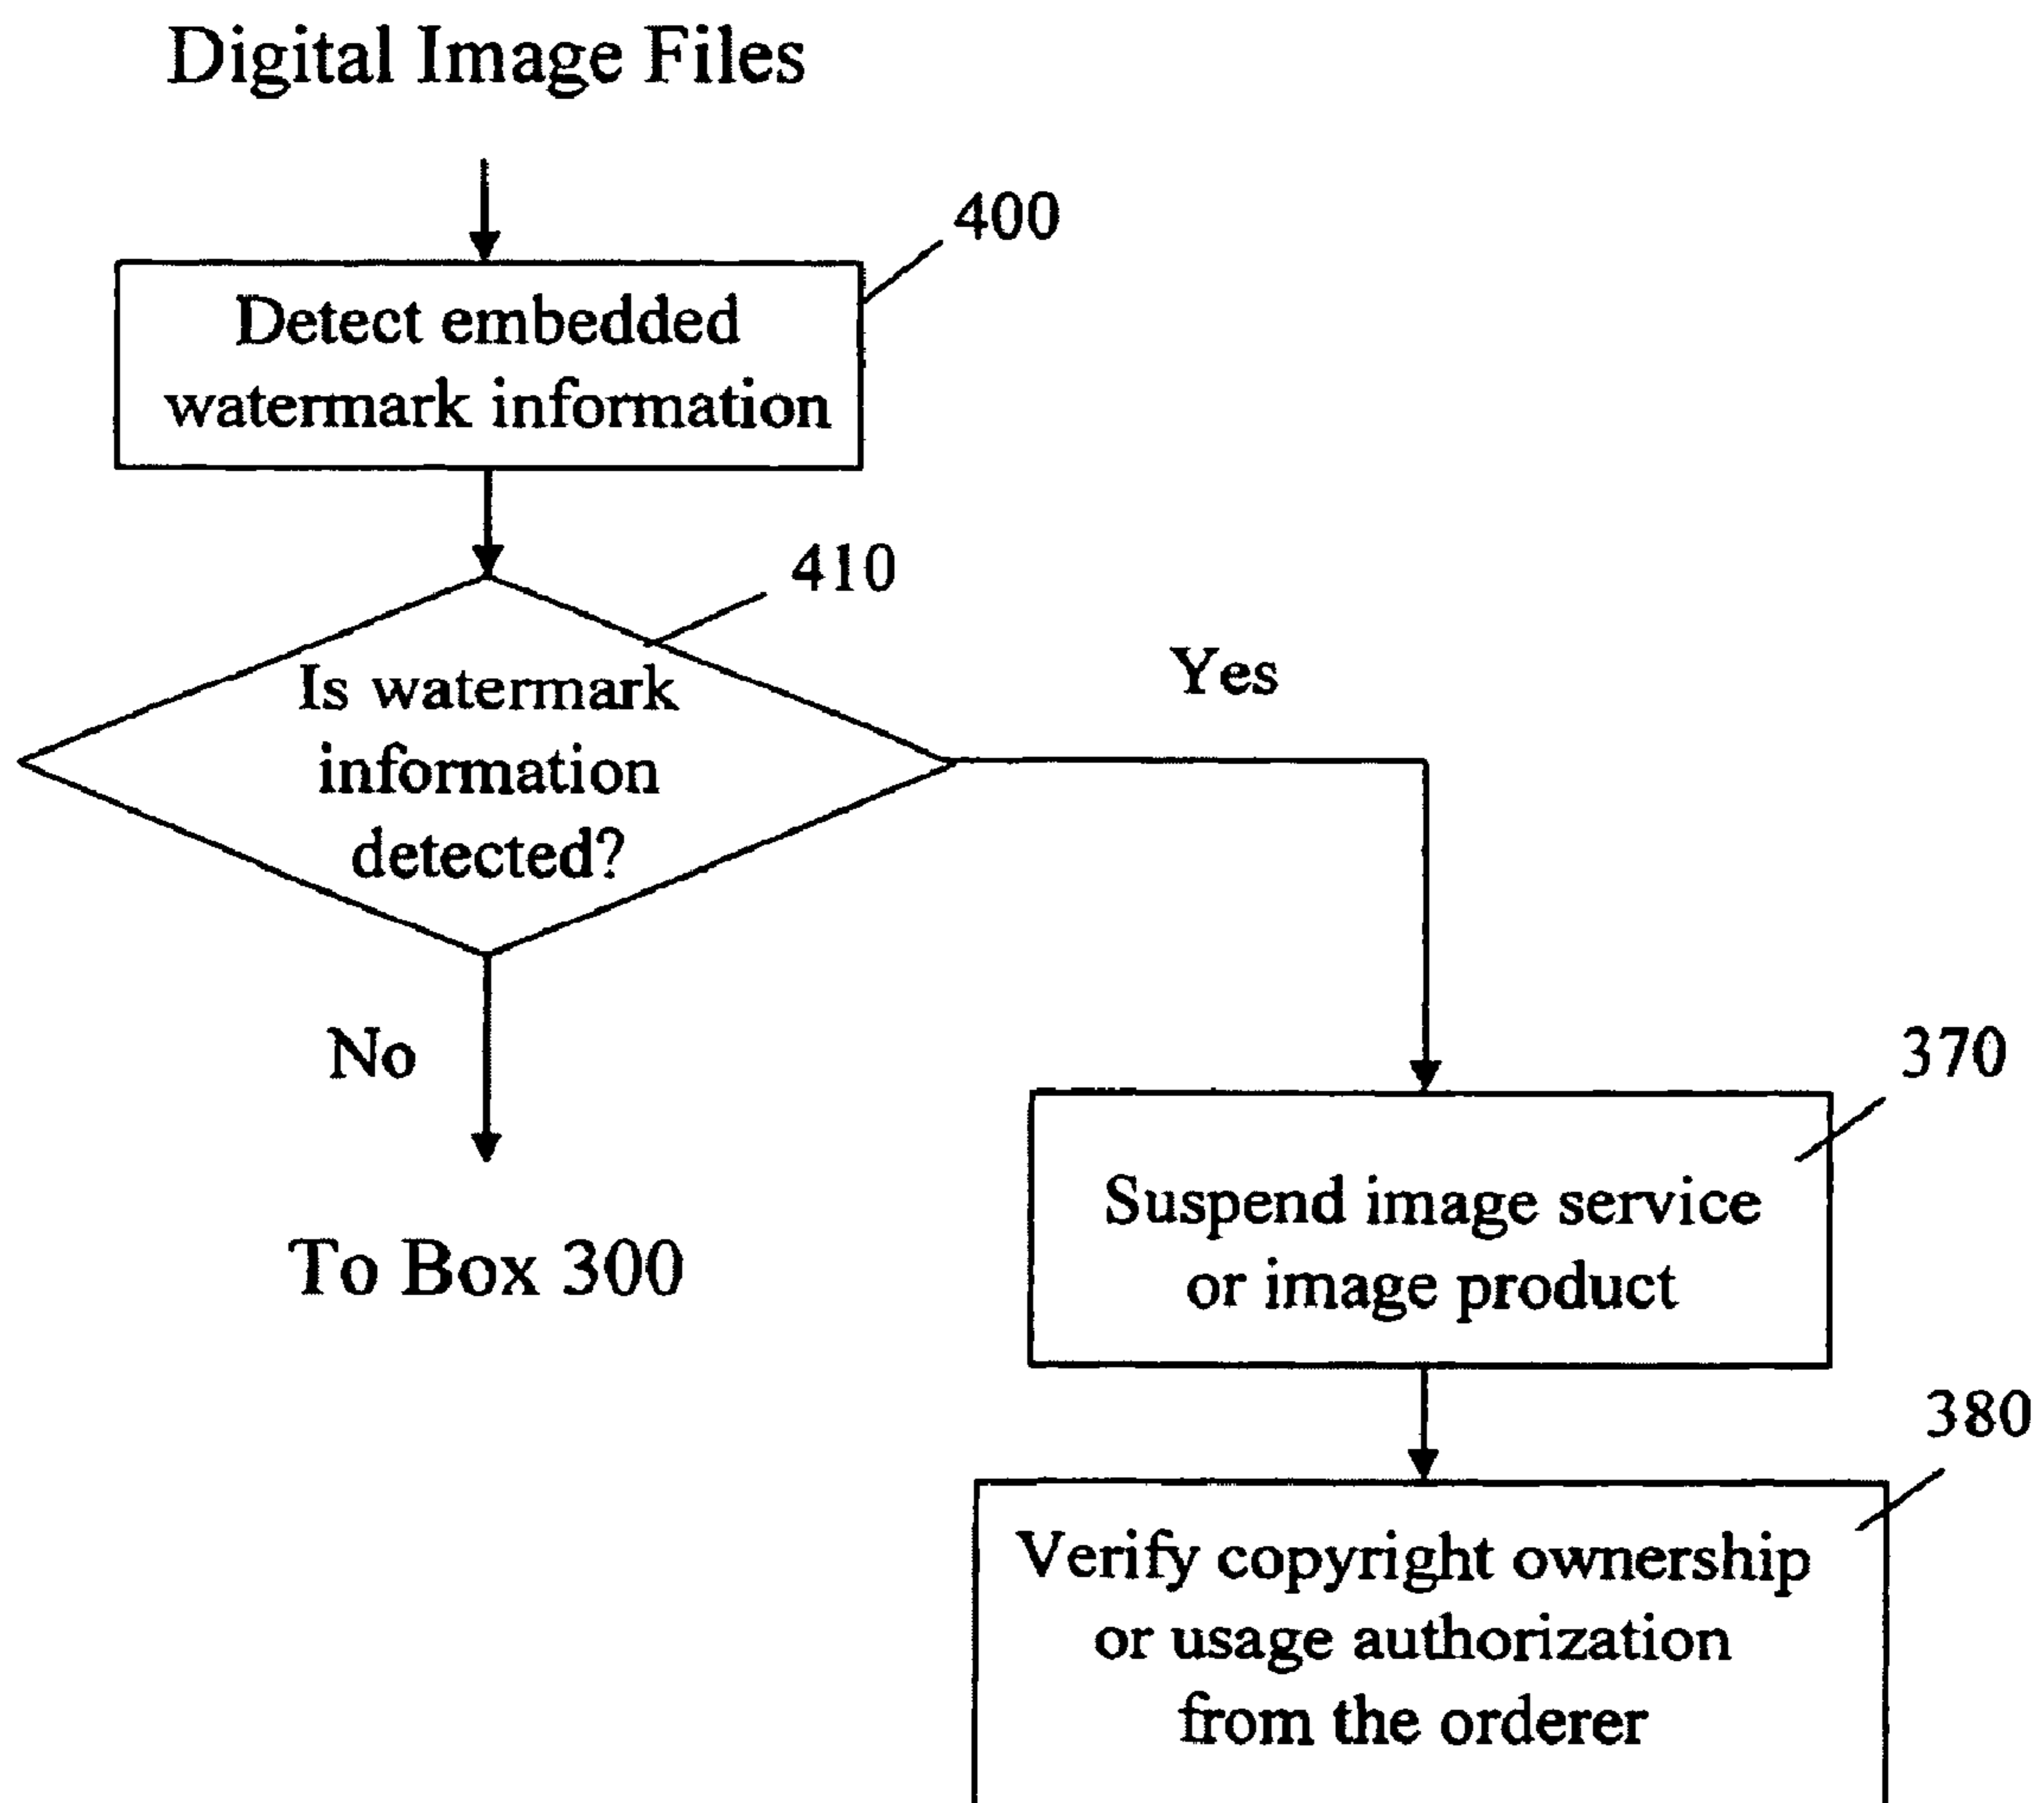 Digital Image Files
400
Detect embedded
watermark information
410
Is watermark
information
detected?
Yes
No
To Box 300
370
Suspend image service
or image product
380
Verify copyright ownership
or usage authorization
from the orderer